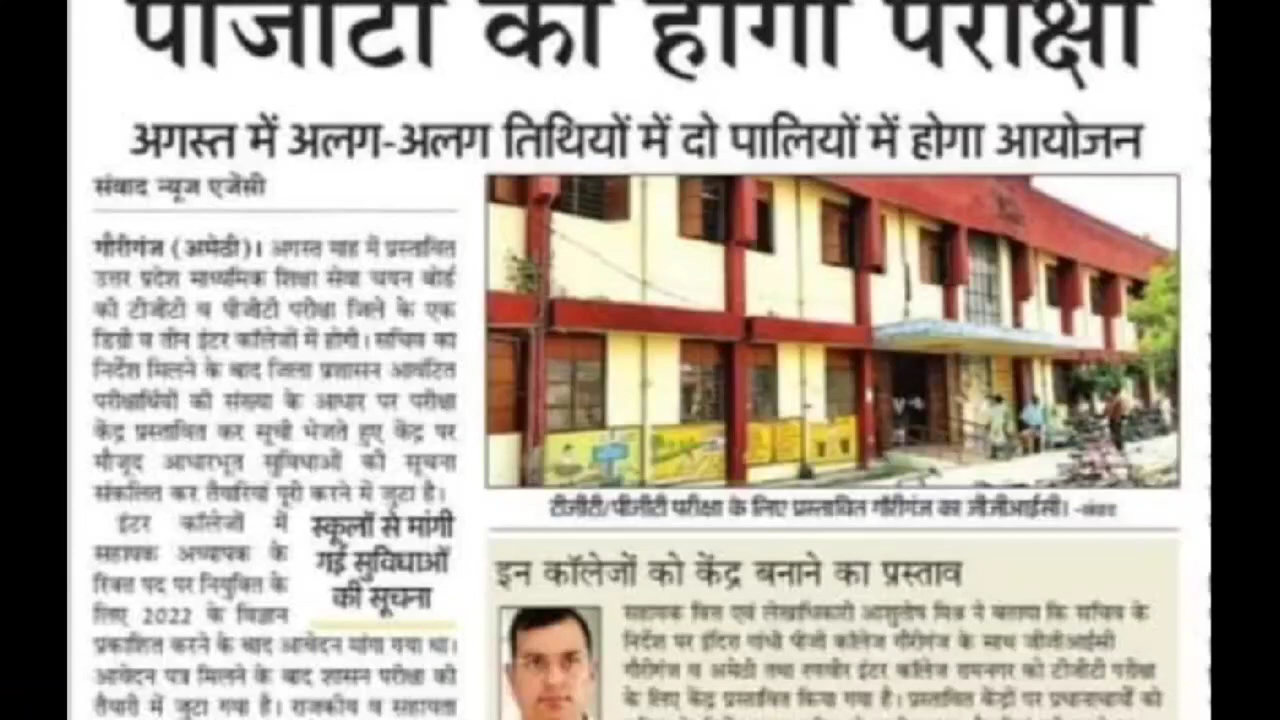 पीजीटी की होगी परीक्षा
अगस्त में अलग-अलग तिथियों में दो पालियों में होगा आयोजन
संवाद न्यूज एजेंसी
गौरीगंज (अमेठी)। अगस्त माह में प्रस्तावित
उत्तर प्रदेश माध्यमिक शिक्षा सेवा चयन बोर्ड
की टीजीटी व पीजीटी परीक्षा जिले के एक
डिग्री व तीन इंटर कॉलेजों में होगी। सचिव का
निर्देश मिलने के बाद जिला प्रशासन आवंटित
परीक्षार्थियों की संख्या के आधार पर परीक्षा
केंद्र प्रस्तावित कर सूची भेजते हुए केंद्र पर
मौजूद आधारभूत सुविधाओं की सूचना
संकलित कर तैयारियां पूरी करने में जुटा है।
इंटर कॉलेजों में
सहायक अध्यापक के
रिक्त पद पर नियुक्ति के
लिए 2022 के विज्ञान
प्रकाशित करने के बाद आवेदन मांगा गया था।
आवेदन पत्र मिलने के बाद शासन परीक्षा की
तैयारी में जुटा गया है। राजकीय व सहायता
स्कूलों से मांगी
गई सुविधाओं
की सूचना
टीजीटी/पीजीटी परीक्षा के लिए प्रस्तावित गौरीगंज का जीजीआईसी। -संवाद
इन कॉलेजों को केंद्र बनाने का प्रस्ताव
सहायक वित्त एवं लेखाधिकारी आशुतोष मिश्र ने बताया कि सचिव के
निर्देश पर इंदिरा गांधी पीजी कॉलेज गौरीगंज के साथ जीजीआईसी
गौरीगंज व अमेठी तथा रणवीर इंटर कॉलेज रामनगर को टीजीटी परीक्षा
के लिए केंद्र प्रस्तावित किया गया है। प्रस्तावित केंद्रों पर प्रधानाचार्यों को